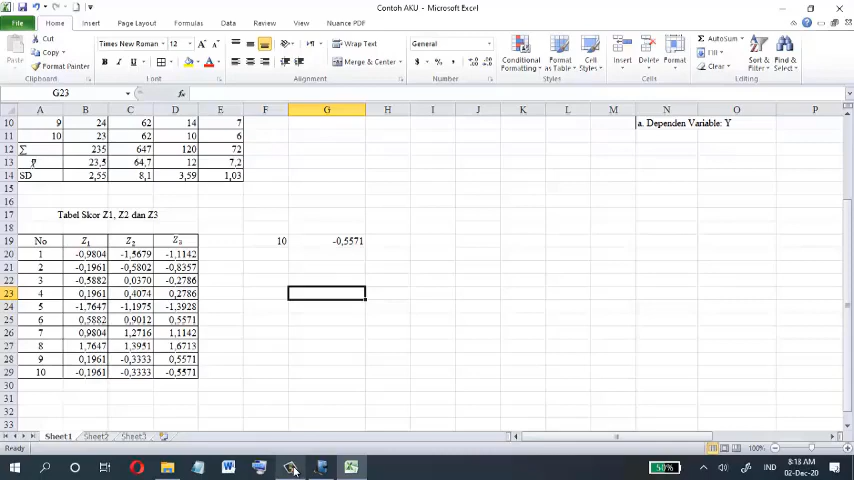 Contoh AKU - Microsoft Excel
File Home Insert Page Layout Formulas Data Review View Nuance PDF
Cut
Copy
Format Painter
Paste
Clipboard
Times New Roman 12
B I U
Font
Wrap Text
Merge & Center
Alignment
General
Number
Conditional Formatting
Format as Table
Cell Styles
Styles
Insert Delete Format
Cells
AutoSum
Fill
Clear
Sort & Filter
Find & Select
Editing
G23 fx
A B C D E F G H I J K L M N O P
10 9 24 62 14 7 a. Dependen Variable: Y
11 10 23 62 10 6
12 ∑ 235 647 120 72
13 23,5 64,7 12 7,2
14 SD 2,55 8,1 3,59 1,03
15
16
17 Tabel Skor Z1, Z2 dan Z3
18
19 No Z1 Z2 Z3 10 -0,5571
20 1 -0,9804 -1,5679 -1,1142
21 2 -0,1961 -0,5802 -0,8357
22 3 -0,5882 0,0370 -0,2786
23 4 0,1961 0,4074 0,2786
24 5 -1,7647 -1,1975 -1,3928
25 6 0,5882 0,9012 0,5571
26 7 0,9804 1,2716 1,1142
27 8 1,7647 1,3951 1,6713
28 9 0,1961 -0,3333 0,5571
29 10 -0,1961 -0,3333 -0,5571
30
31
32
33
Sheet1 Sheet2 Sheet3
Ready 100%
50% IND 8:13 AM
02-Dec-20